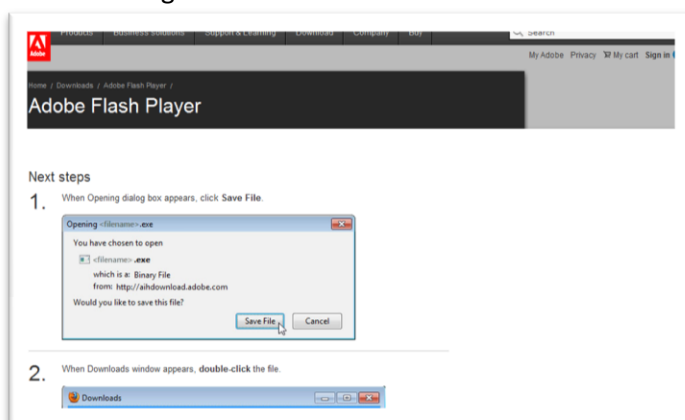 Products Business solutions Support & Learning Download Company Buy
Search
Adobe
My Adobe Privacy My cart Sign in
Home / Downloads / Adobe Flash Player /
Adobe Flash Player
Next steps
1. When Opening dialog box appears, click Save File.
Opening <filename>.exe
You have chosen to open
<filename>.exe
which is a: Binary File
from: http://aihdownload.adobe.com
Would you like to save this file?
Save File Cancel
2. When Downloads window appears, double-click the file.
Downloads